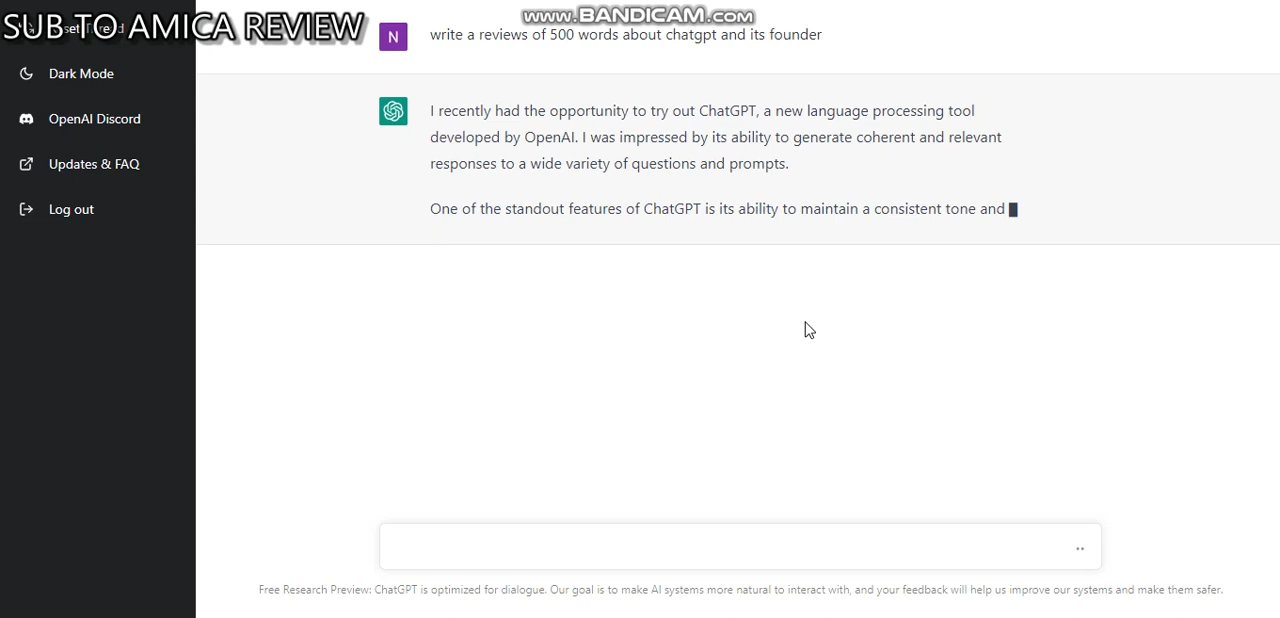 www.BANDICAM.com
SUB TO AMICA REVIEW
N
write a reviews of 500 words about chatgpt and its founder
Dark Mode
OpenAI Discord
Updates & FAQ
Log out
I recently had the opportunity to try out ChatGPT, a new language processing tool
developed by OpenAI. I was impressed by its ability to generate coherent and relevant
responses to a wide variety of questions and prompts.
One of the standout features of ChatGPT is its ability to maintain a consistent tone and
Free Research Preview: ChatGPT is optimized for dialogue. Our goal is to make AI systems more natural to interact with, and your feedback will help us improve our systems and make them safer.